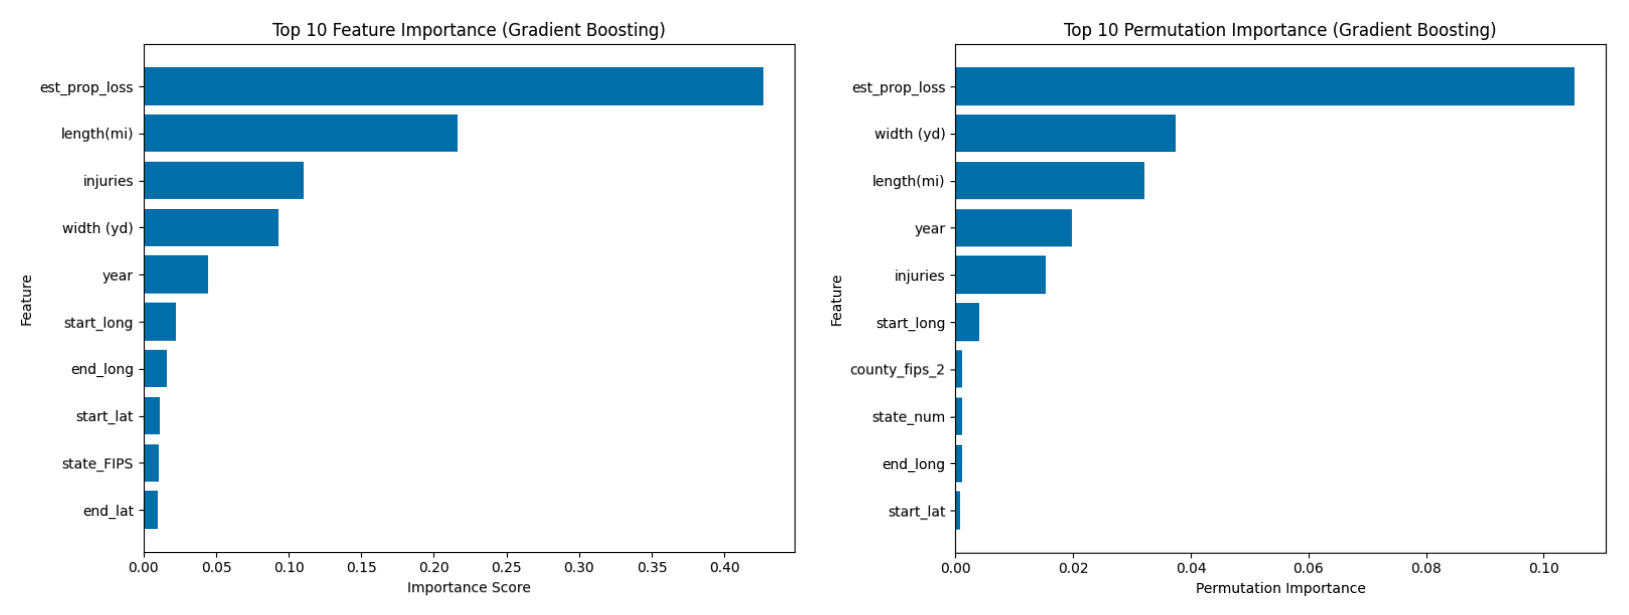 Top 10 Feature Importance (Gradient Boosting)
Feature
est_prop_loss
length(mi)
injuries
width (yd)
year
start_long
end_long
start_lat
state_FIPS
end_lat
0.00 0.05 0.10 0.15 0.20 0.25 0.30 0.35 0.40
Importance Score
Top 10 Permutation Importance (Gradient Boosting)
Feature
est_prop_loss
width (yd)
length(mi)
year
injuries
start_long
county_fips_2
state_num
end_long
start_lat
0.00 0.02 0.04 0.06 0.08 0.10
Permutation Importance